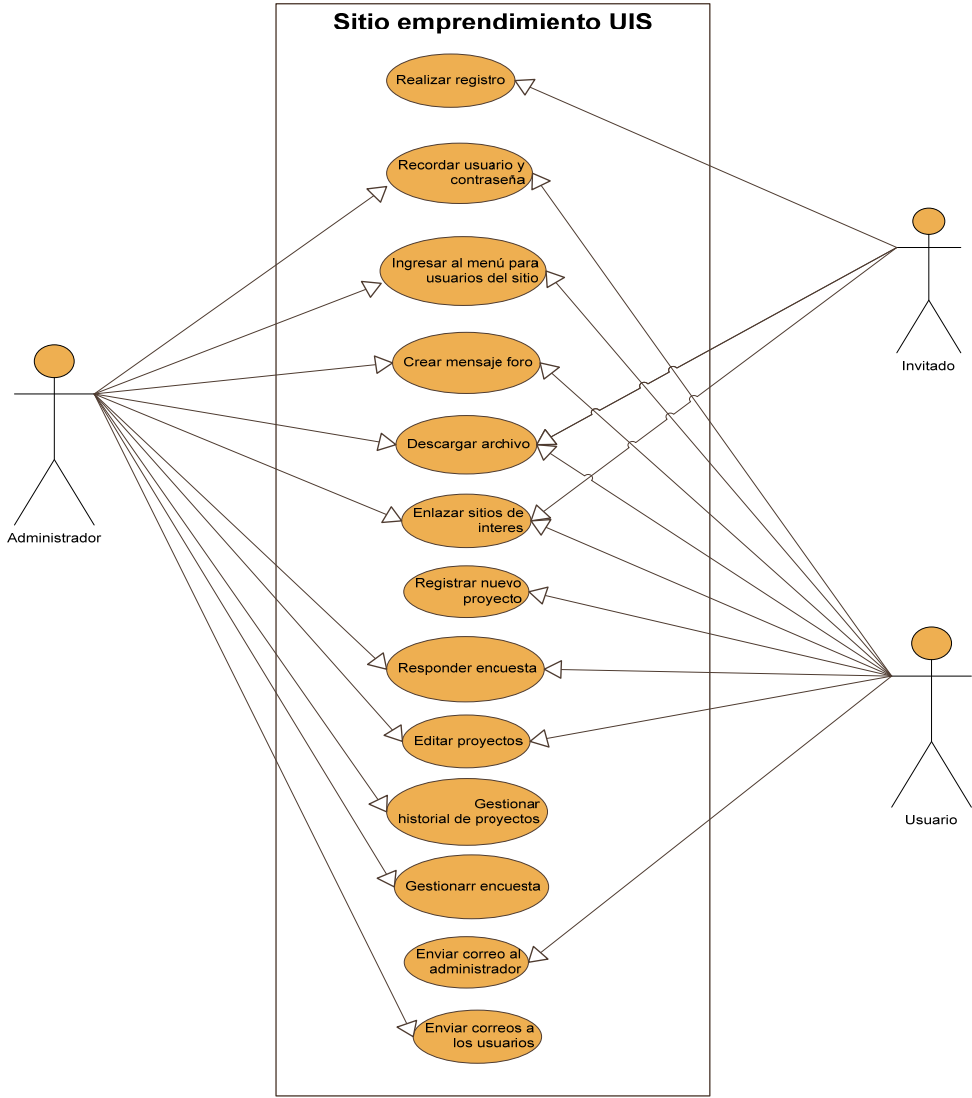 Sitio emprendimiento UIS
Realizar registro
Recordar usuario y
contraseña
Ingresar al menú para
usuarios del sitio
Crear mensaje foro
Invitado
Descargar archivo
Enlazar sitios de
interes
Administrador
Registrar nuevo
proyecto
Responder encuesta
Editar proyectos
Gestionar
historial de proyectos
Usuario
Gestionarr encuesta
Enviar correo al
administrador
Enviar correos a
los usuarios